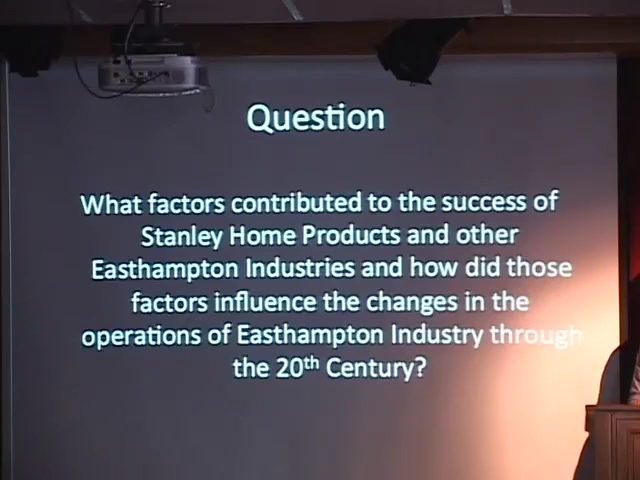 Question
What factors contributed to the success of
Stanley Home Products and other
Easthampton Industries and how did those
factors influence the changes in the
operations of Easthampton Industry through
the 20th Century?